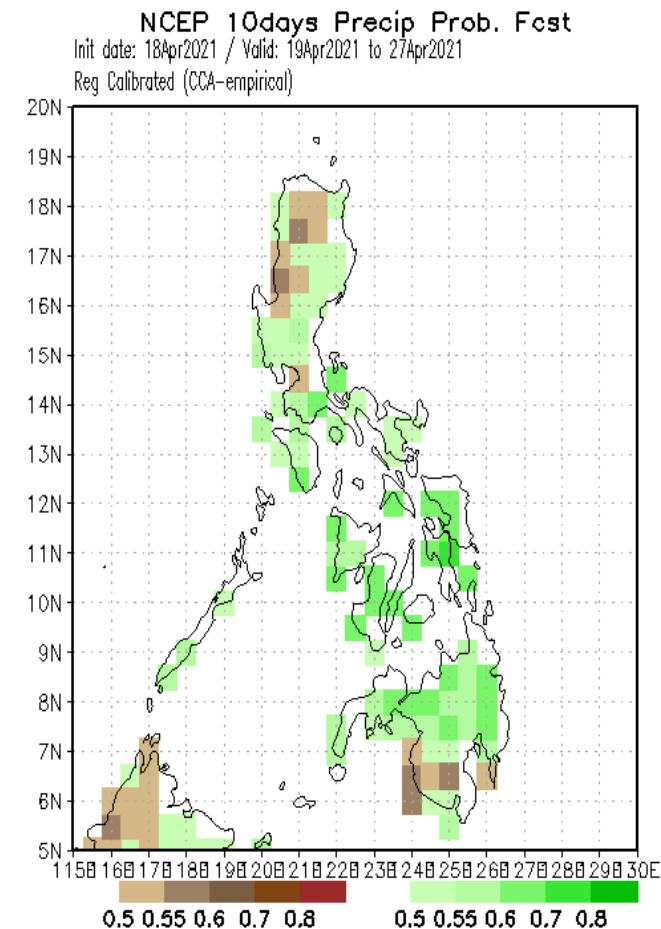 NCEP 10days Precip Prob. Fcst
Init date: 18Apr2021 / Valid: 19Apr2021 to 27Apr2021
Reg Calibrated (CCA-empirical)
20N
19N
18N
17N
16N
15N
14N
13N
12N
11N
10N
9N
8N
7N
6N
5N
115E 116E 117E 118E 119E 120E 121E 122E 123E 124E 125E 126E 127E 128E 129E 130E
0.5 0.55 0.6 0.7 0.8 0.5 0.55 0.6 0.7 0.8